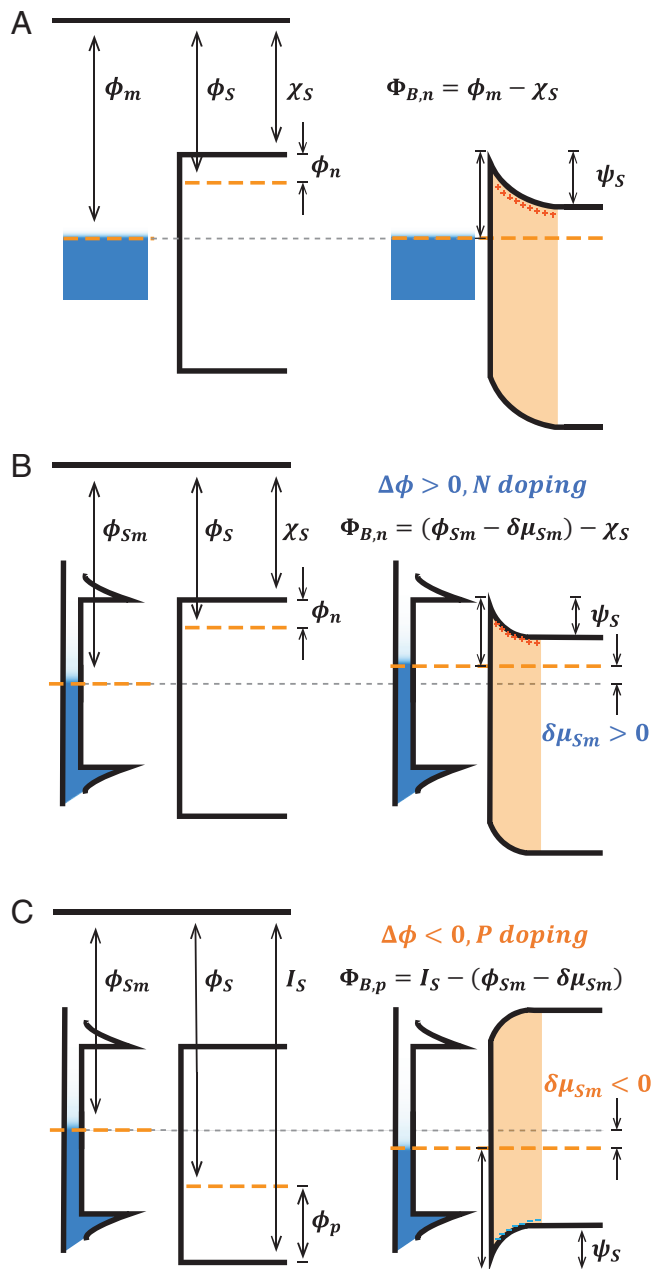 A
ϕm ϕS χS ΦB,n = ϕm − χS
ϕn ψS
B
Δϕ > 0, N doping
ϕSm ϕS χS ΦB,n = (ϕSm − δμSm) − χS
ϕn ψS
δμSm > 0
C
Δϕ < 0, P doping
ϕSm ϕS IS ΦB,p = IS − (ϕSm − δμSm)
δμSm < 0
ϕp ψS